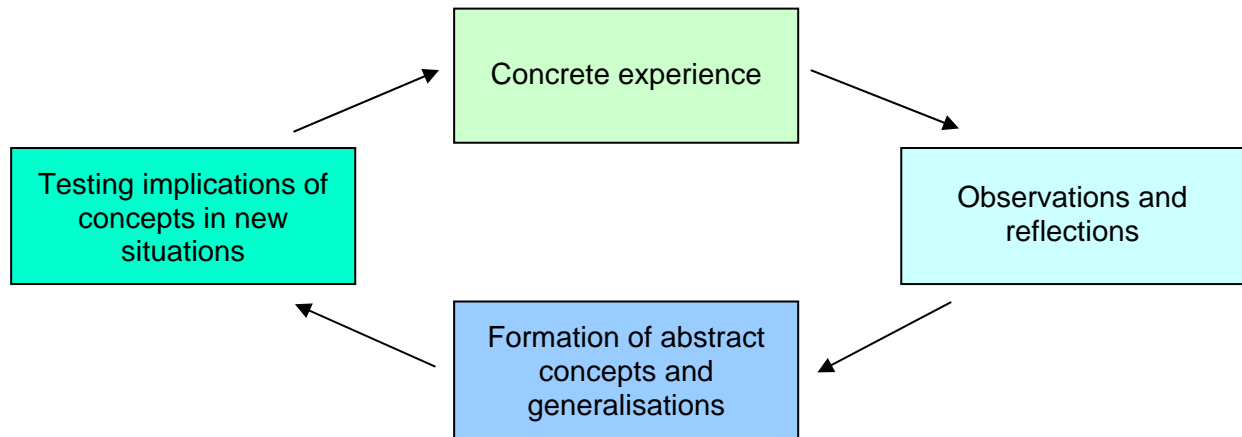 Concrete experience
Testing implications of
concepts in new
situations
Observations and
reflections
Formation of abstract
concepts and
generalisations